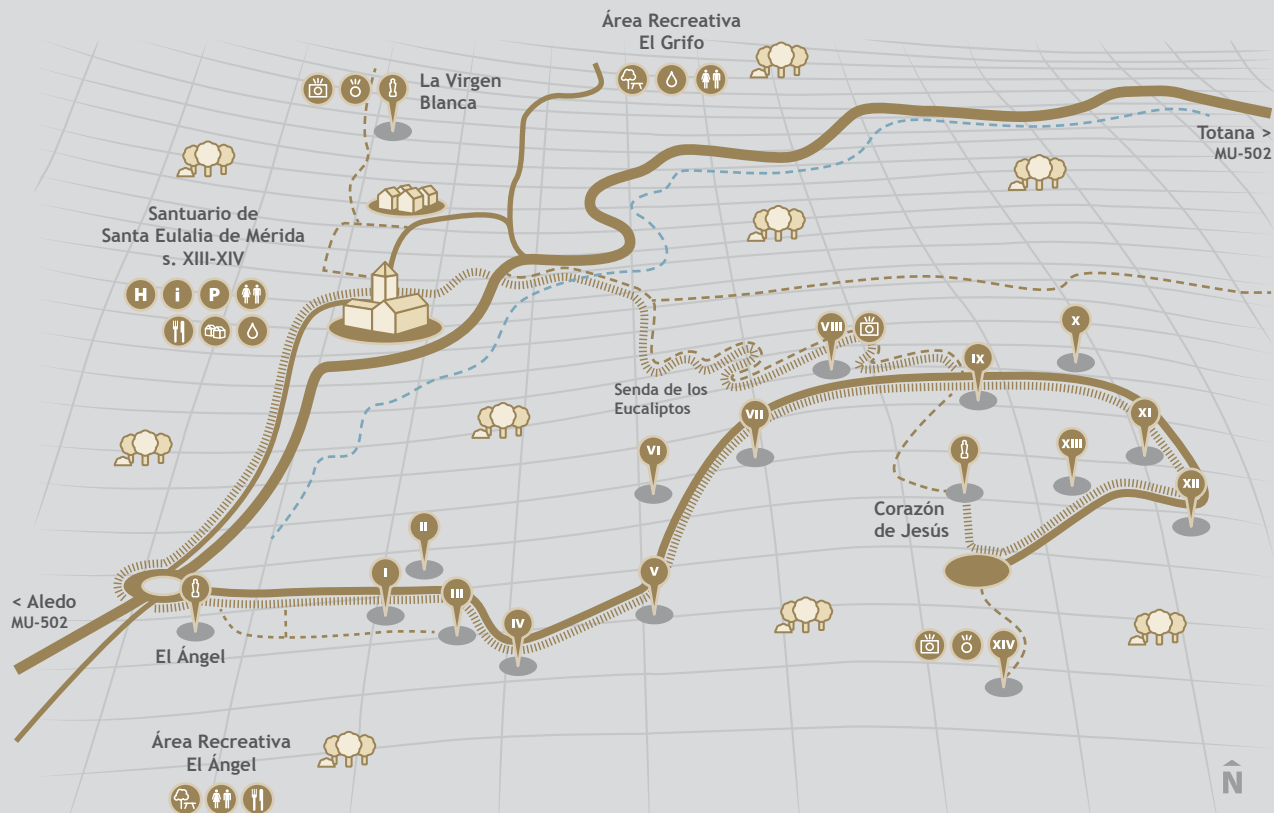 Área Recreativa
El Grifo
La Virgen
Blanca
Totana >
MU-502
Santuario de
Santa Eulalia de Mérida
s. XIII-XIV
H i P
VIII
X
IX
Senda de los
Eucaliptos
VII
XI
VI
XIII
XII
Corazón
de Jesús
II
I
V
III
< Aledo
MU-502
IV
El Ángel
XIV
Área Recreativa
El Ángel
N